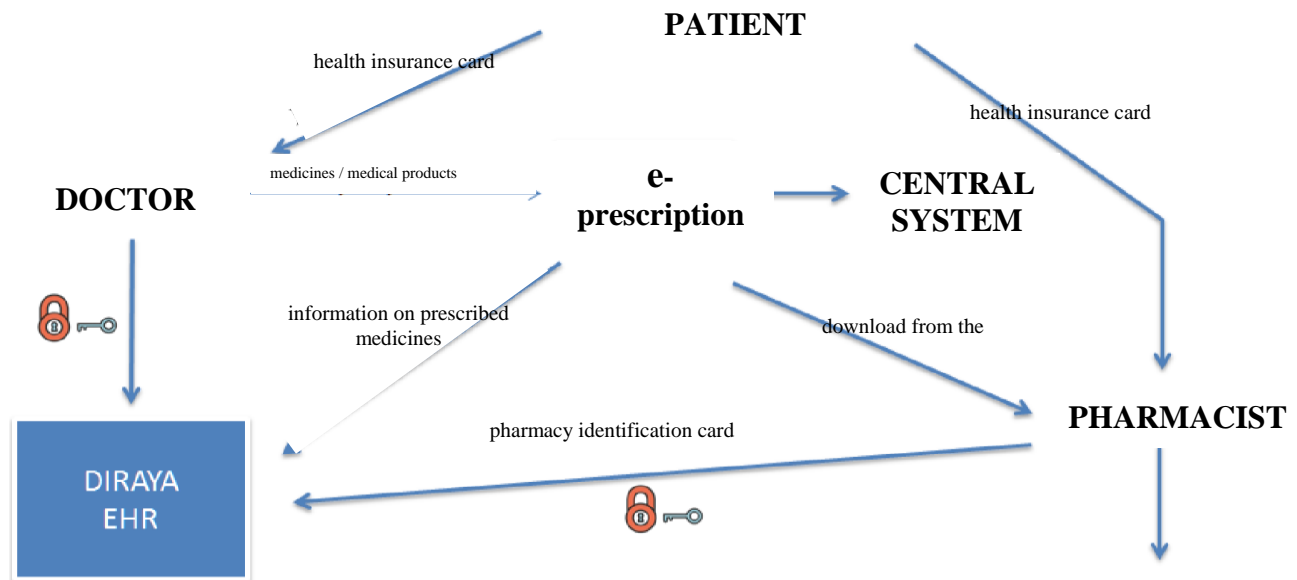 PATIENT
health insurance card
health insurance card
medicines / medical products
DOCTOR
e-
prescription
CENTRAL
SYSTEM
information on prescribed
medicines
download from the
PHARMACIST
pharmacy identification card
DIRAYA
EHR